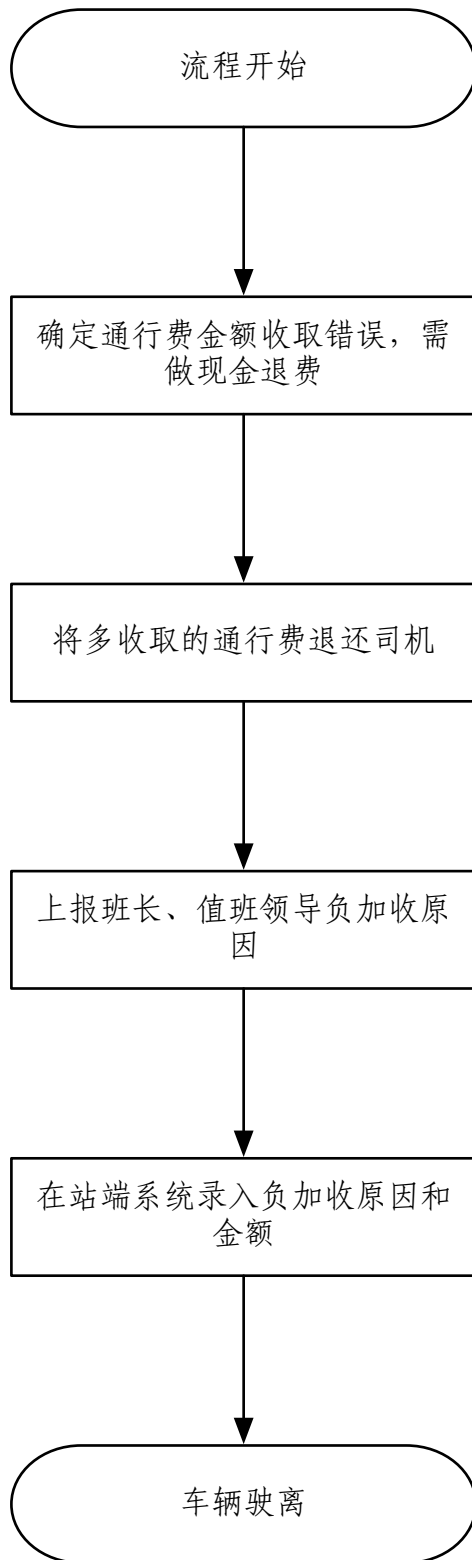 流程开始
确定通行费金额收取错误，需
做现金退费
将多收取的通行费退还司机
上报班长、值班领导负加收原
因
在站端系统录入负加收原因和
金额
车辆驶离